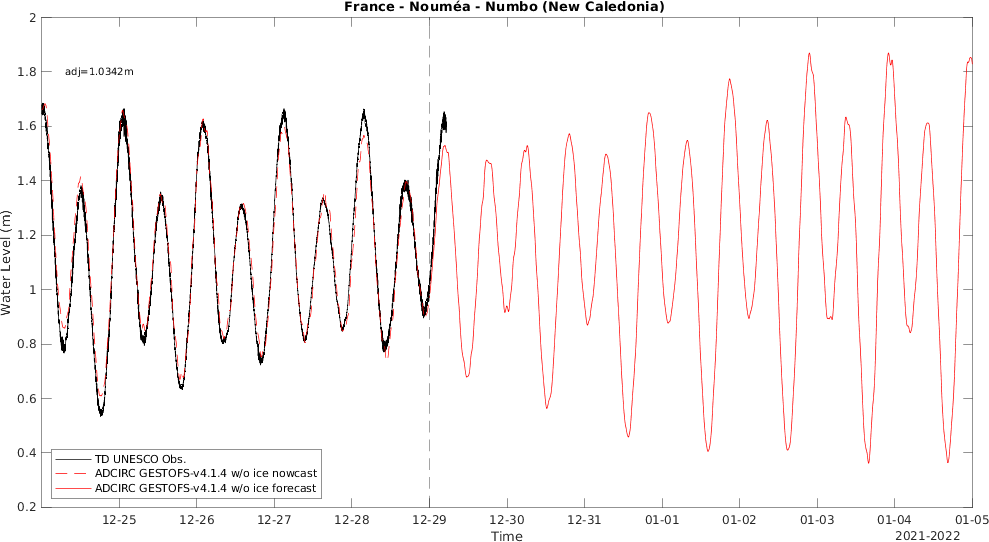 France - Nouméa - Numbo (New Caledonia)
adj=1.0342m
Water Level (m)
2
1.8
1.6
1.4
1.2
1
0.8
0.6
0.4
0.2
TD UNESCO Obs.
ADCIRC GESTOFS-v4.1.4 w/o ice nowcast
ADCIRC GESTOFS-v4.1.4 w/o ice forecast
12-25 12-26 12-27 12-28 12-29 12-30 12-31 01-01 01-02 01-03 01-04 01-05
Time
2021-2022